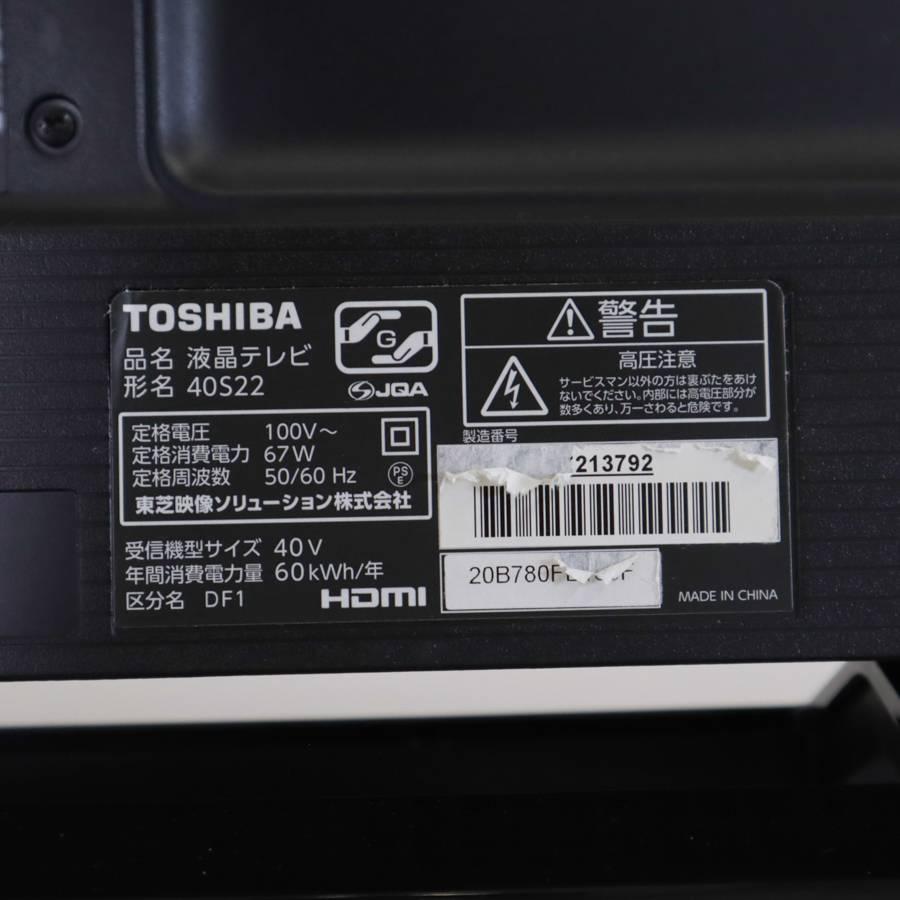 TOSHIBA
品名 液晶テレビ
形名 40S22
G
JQA
定格電圧 100V～
定格消費電力 67W
定格周波数 50/60 Hz
PS
E
東芝映像ソリューション株式会社
受信機型サイズ 40V
年間消費電力量 60kWh/年
区分名 DF1
HDMI
警告
高圧注意
サービスマン以外の方は裏ぶたをあけ
ないでください。内部には高電圧部分が
数多くあり、万一さわると危険です。
製造番号
213792
20B780F
MADE IN CHINA